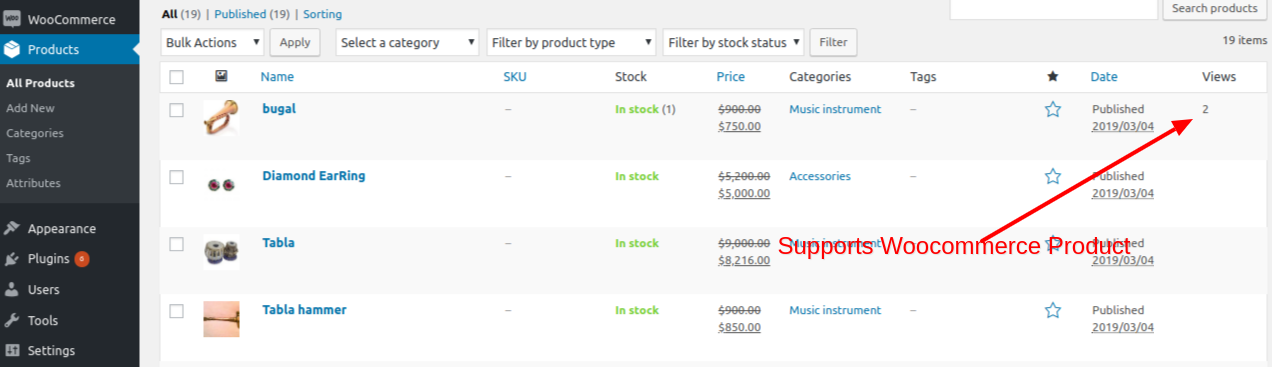 WooCommerce
Products
All Products
Add New
Categories
Tags
Attributes
Appearance
Plugins 6
Users
Tools
Settings
All (19) | Published (19) | Sorting
Search products
Bulk Actions Apply Select a category Filter by product type Filter by stock status Filter
19 items
Name SKU Stock Price Categories Tags Date Views
bugal – In stock (1) $900.00 Music instrument – Published 2
$750.00 2019/03/04
Diamond EarRing – In stock $5,200.00 Accessories – Published
$5,000.00 2019/03/04
Tabla – In stock $9,000.00 Music instrument Published
Supports Woocommerce Product
$8,216.00 2019/03/04
Tabla hammer – In stock $900.00 Music instrument – Published
$850.00 2019/03/04